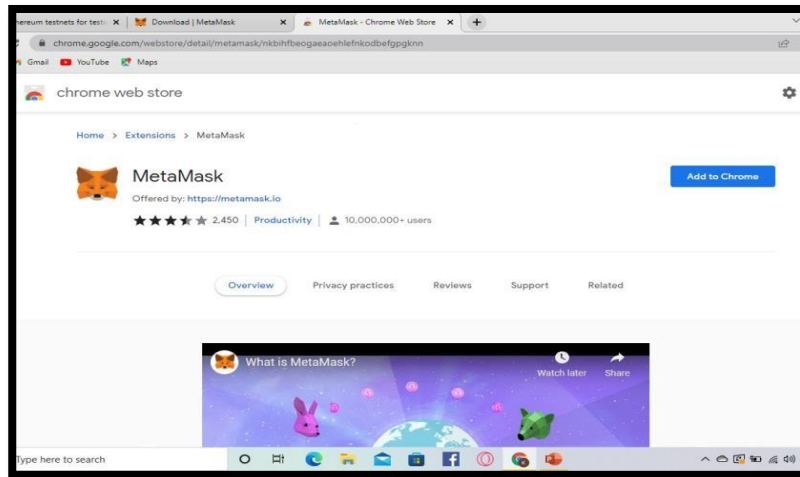 hereum testnets for test
Download | MetaMask
MetaMask - Chrome Web Store
chrome.google.com/webstore/detail/metamask/nkbihfbeogaeaoehlefnkodbefgpgknn
Gmail YouTube Maps
chrome web store
Home > Extensions > MetaMask
MetaMask
Add to Chrome
Offered by: https://metamask.io
2,450 | Productivity | 10,000,000+ users
Overview Privacy practices Reviews Support Related
What is MetaMask?
Watch later Share
Type here to search